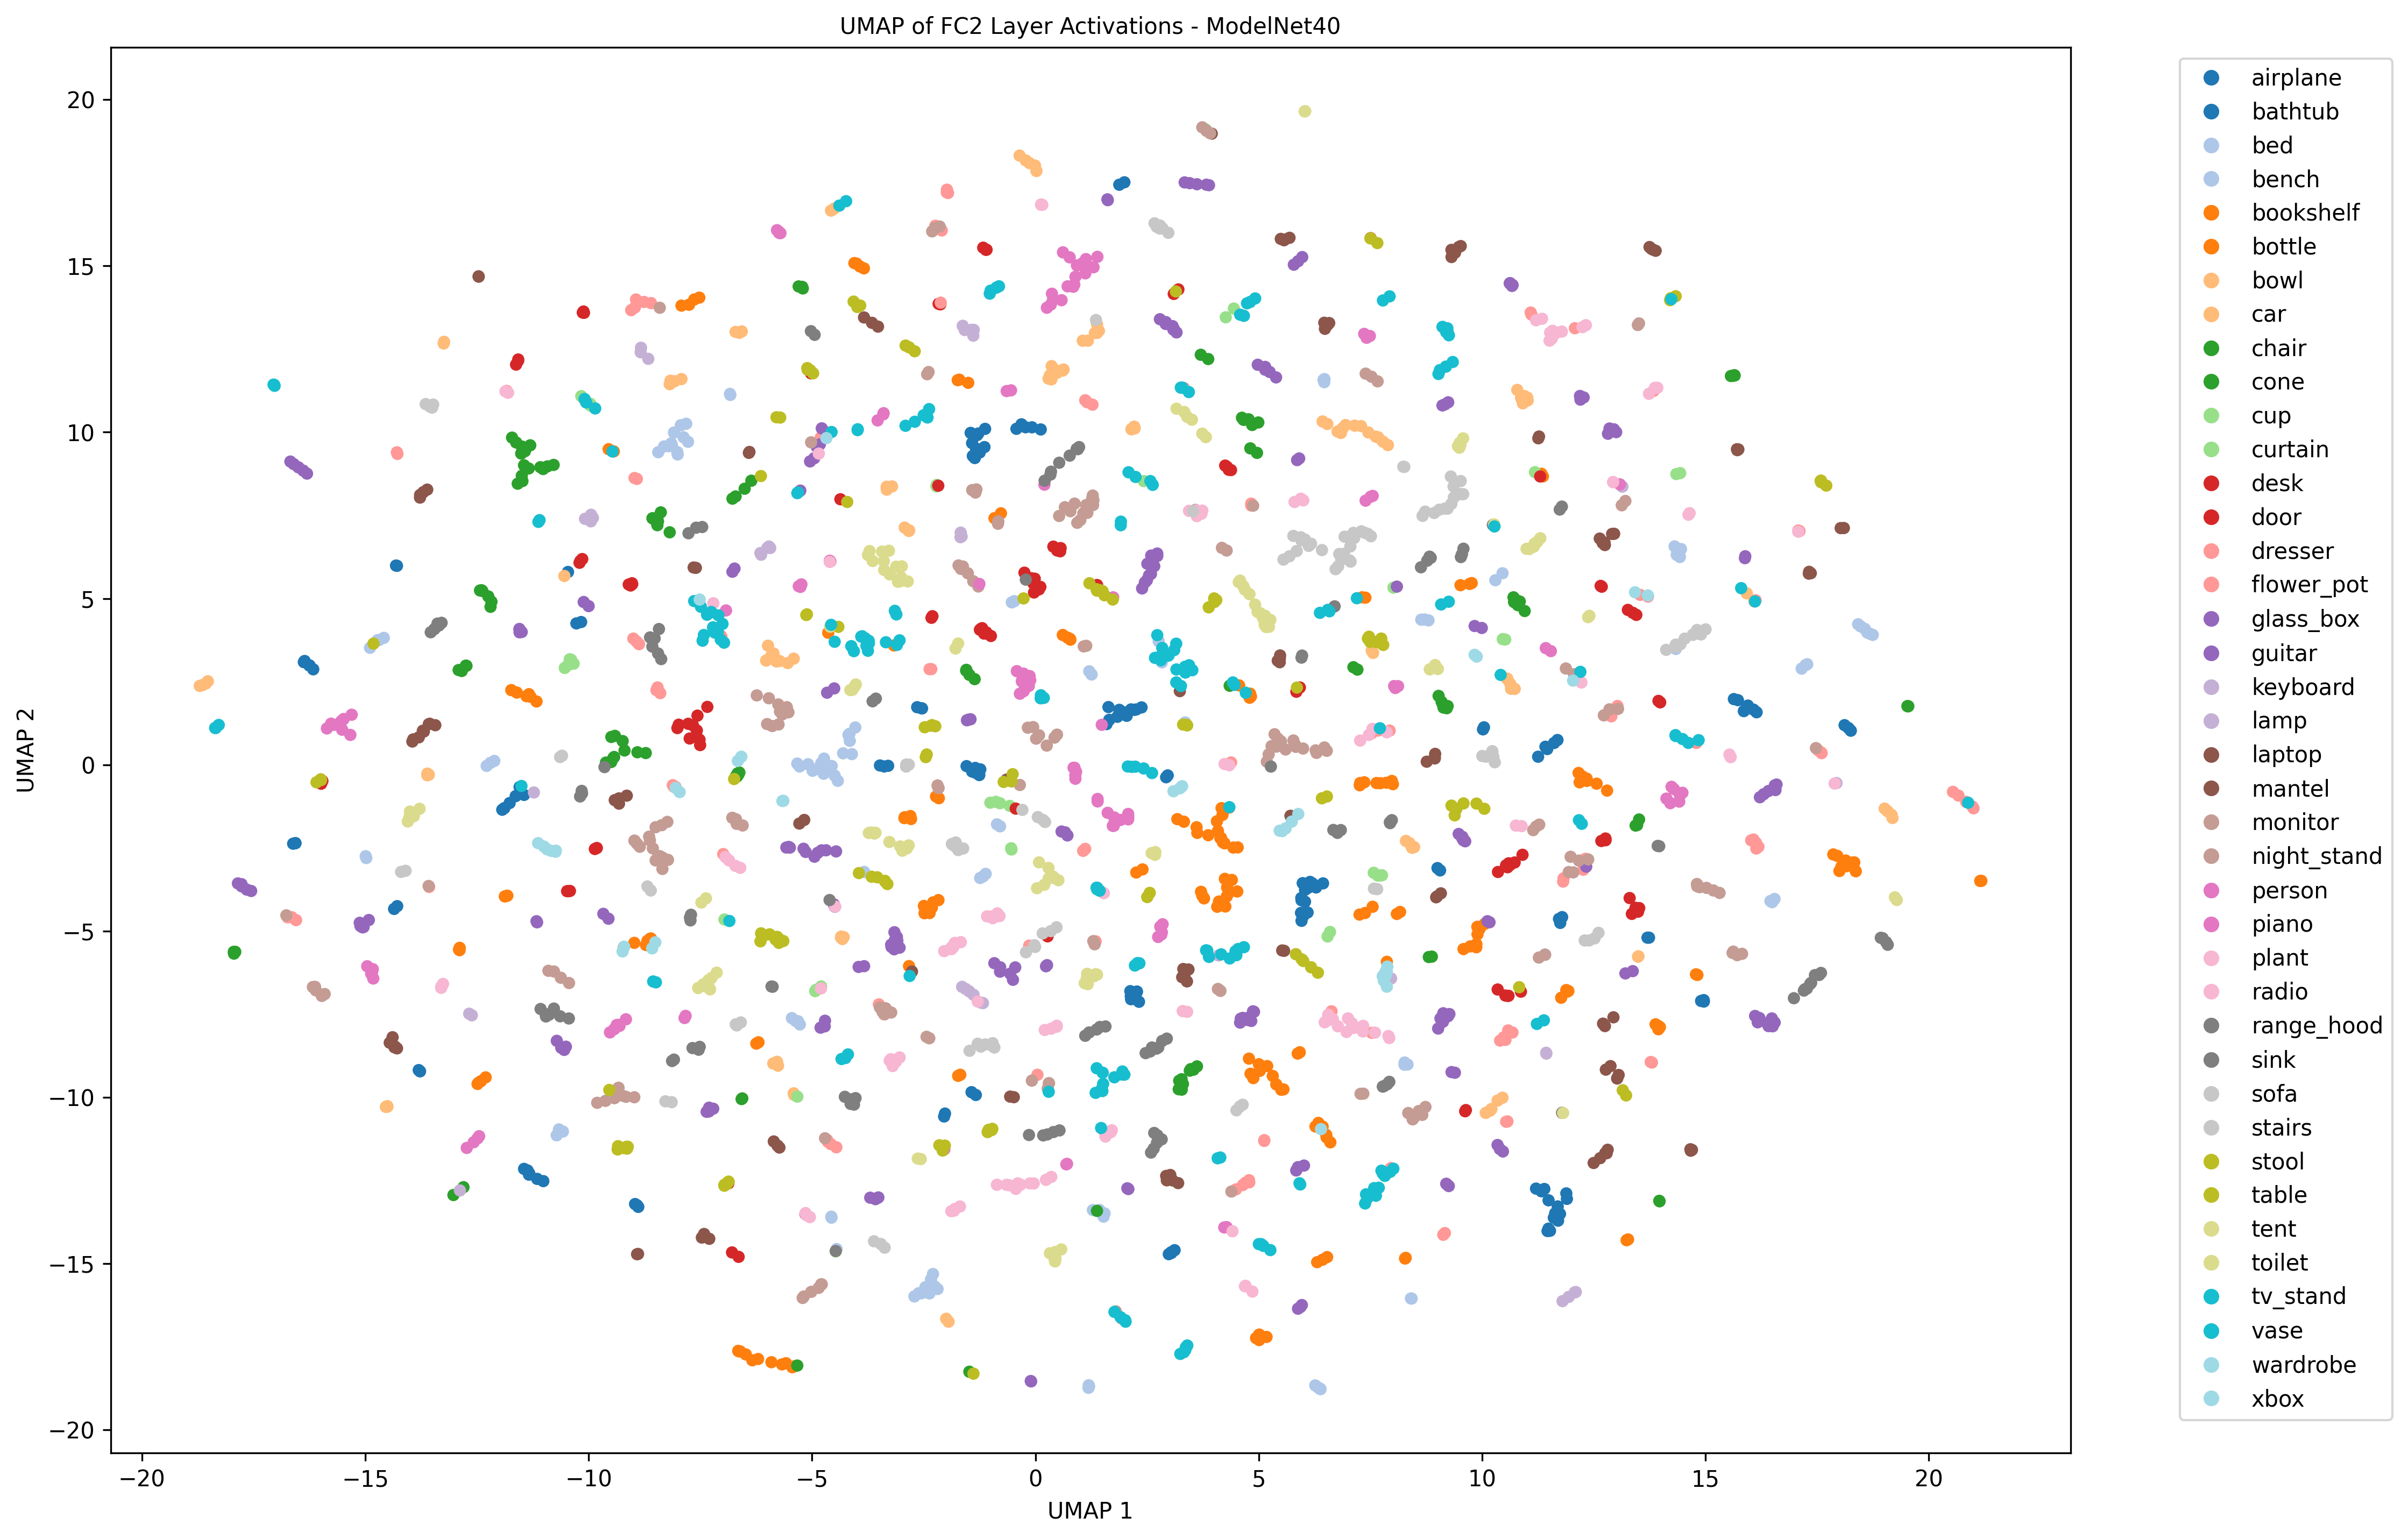 UMAP of FC2 Layer Activations - ModelNet40
20
15
10
5
0
−5
−10
−15
−20
UMAP 2
−20 −15 −10 −5 0 5 10 15 20
UMAP 1
airplane
bathtub
bed
bench
bookshelf
bottle
bowl
car
chair
cone
cup
curtain
desk
door
dresser
flower_pot
glass_box
guitar
keyboard
lamp
laptop
mantel
monitor
night_stand
person
piano
plant
radio
range_hood
sink
sofa
stairs
stool
table
tent
toilet
tv_stand
vase
wardrobe
xbox